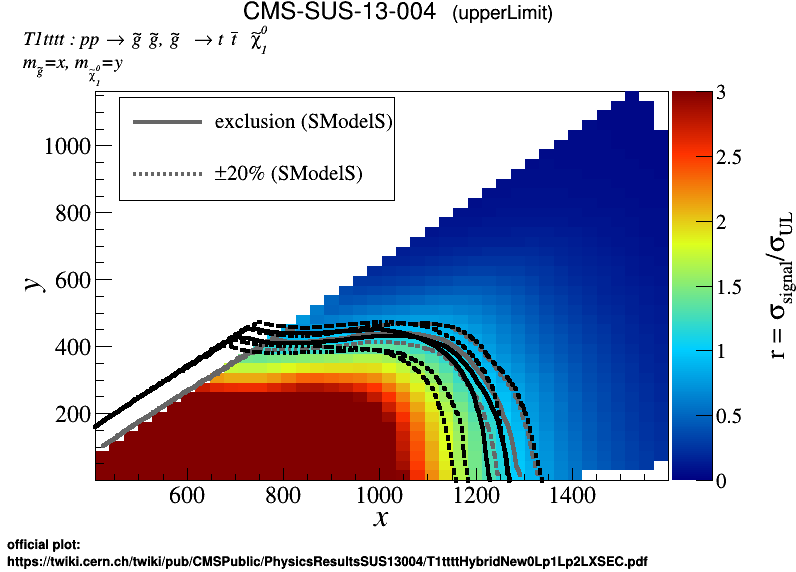 CMS-SUS-13-004 (upperLimit)
T1tttt : pp → g̃ g̃, g̃ → t t̄ χ̃₁⁰
m_g̃=x, m_χ̃₁⁰=y
exclusion (SModelS)
±20% (SModelS)
1000
800
600
400
200
y
600 800 1000 1200 1400
x
3
2.5
2
1.5
1
0.5
0
r = σ_signal/σ_UL
official plot:
https://twiki.cern.ch/twiki/pub/CMSPublic/PhysicsResultsSUS13004/T1ttttHybridNew0Lp1Lp2LXSEC.pdf